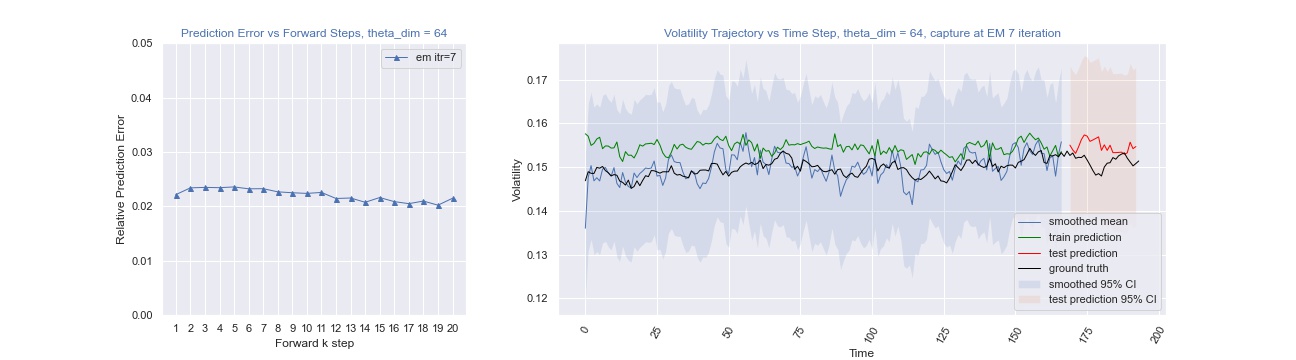 Prediction Error vs Forward Steps, theta_dim = 64
0.05
0.04
0.03
0.02
0.01
0.00
Relative Prediction Error
em itr=7
1 2 3 4 5 6 7 8 9 10 11 12 13 14 15 16 17 18 19 20
Forward k step
Volatility Trajectory vs Time Step, theta_dim = 64, capture at EM 7 iteration
0.17
0.16
0.15
0.14
0.13
0.12
Volatility
smoothed mean
train prediction
test prediction
ground truth
smoothed 95% CI
test prediction 95% CI
0 25 50 75 100 125 150 175 200
Time